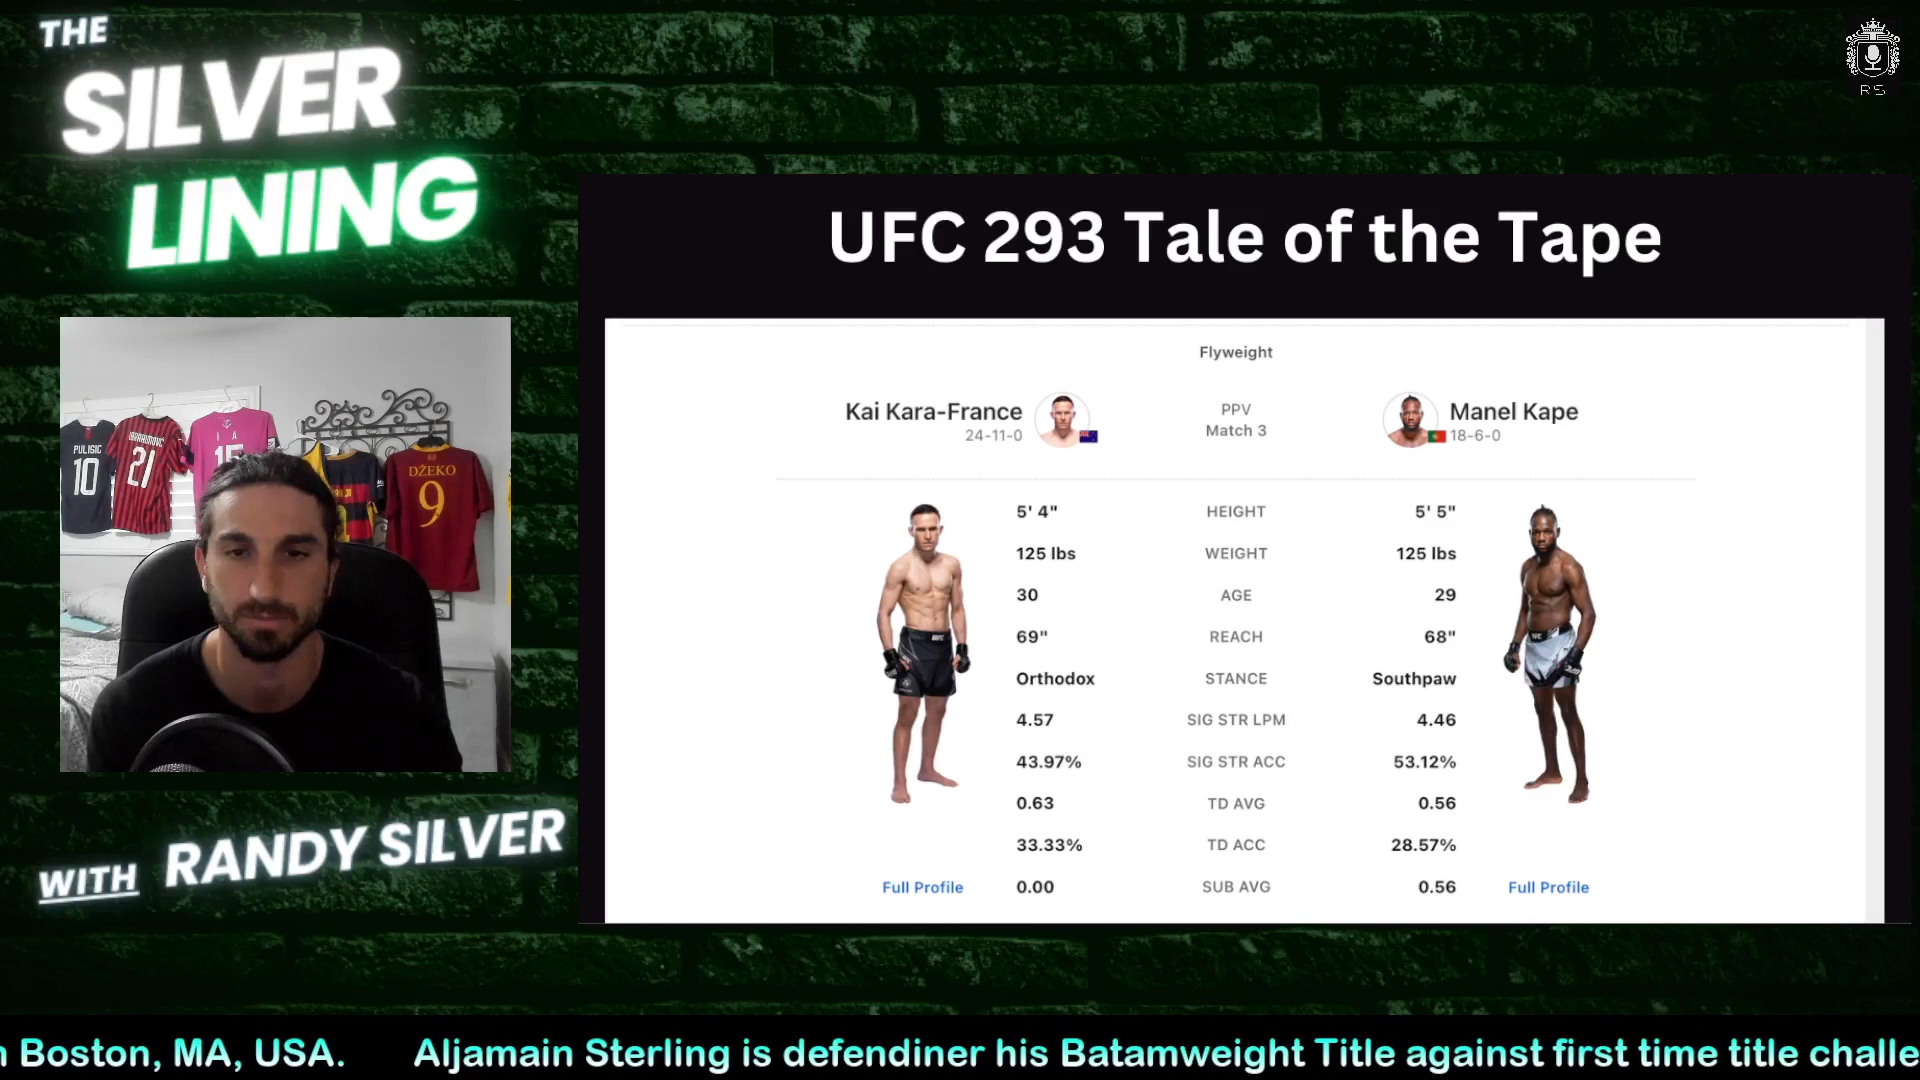 THE
SILVER
LINING
RS
UFC 293 Tale of the Tape
Flyweight
Kai Kara-France
24-11-0
PPV
Match 3
Manel Kape
18-6-0
5' 4" HEIGHT 5' 5"
125 lbs WEIGHT 125 lbs
30 AGE 29
69" REACH 68"
Orthodox STANCE Southpaw
4.57 SIG STR LPM 4.46
43.97% SIG STR ACC 53.12%
0.63 TD AVG 0.56
33.33% TD ACC 28.57%
Full Profile 0.00 SUB AVG 0.56 Full Profile
PULISIC
10
IBRAHIMOVIĆ
21
15
DŽEKO
9
WITH RANDY SILVER
n Boston, MA, USA. Aljamain Sterling is defendiner his Batamweight Title against first time title challe